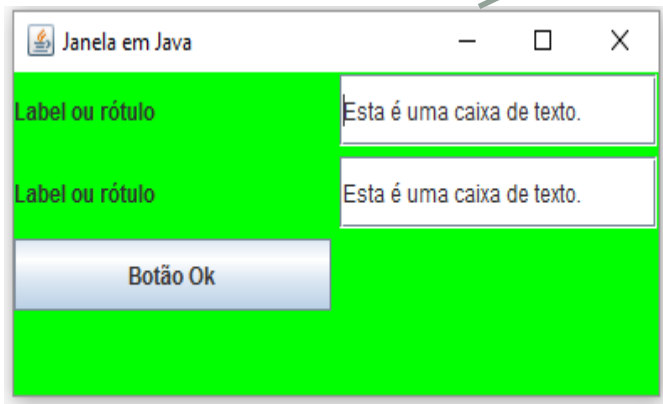 Janela em Java
Label ou rótulo
Esta é uma caixa de texto.
Label ou rótulo
Esta é uma caixa de texto.
Botão Ok